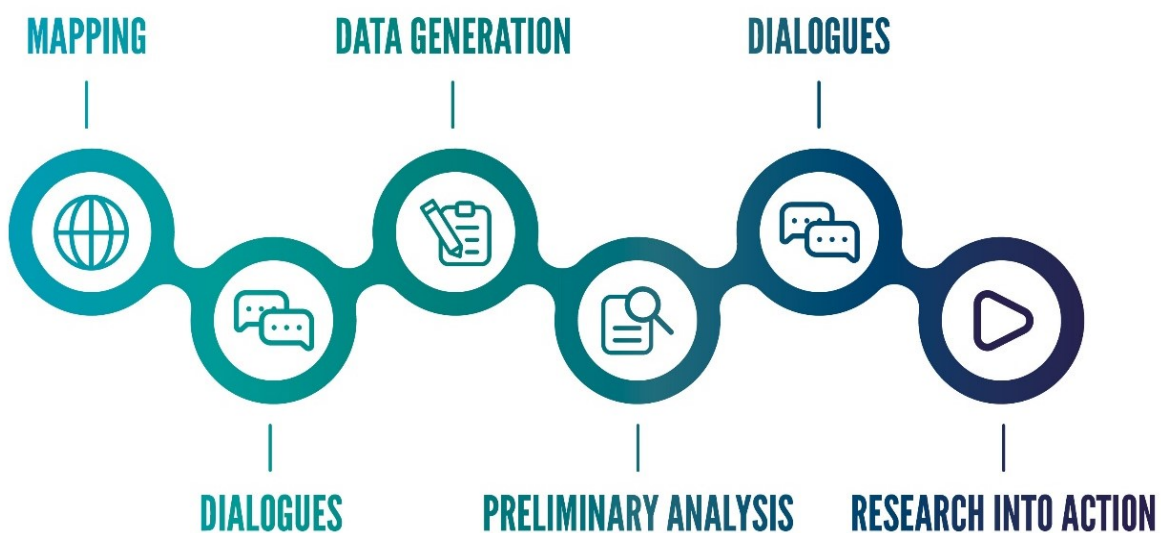 MAPPING
DATA GENERATION
DIALOGUES
DIALOGUES
PRELIMINARY ANALYSIS
RESEARCH INTO ACTION